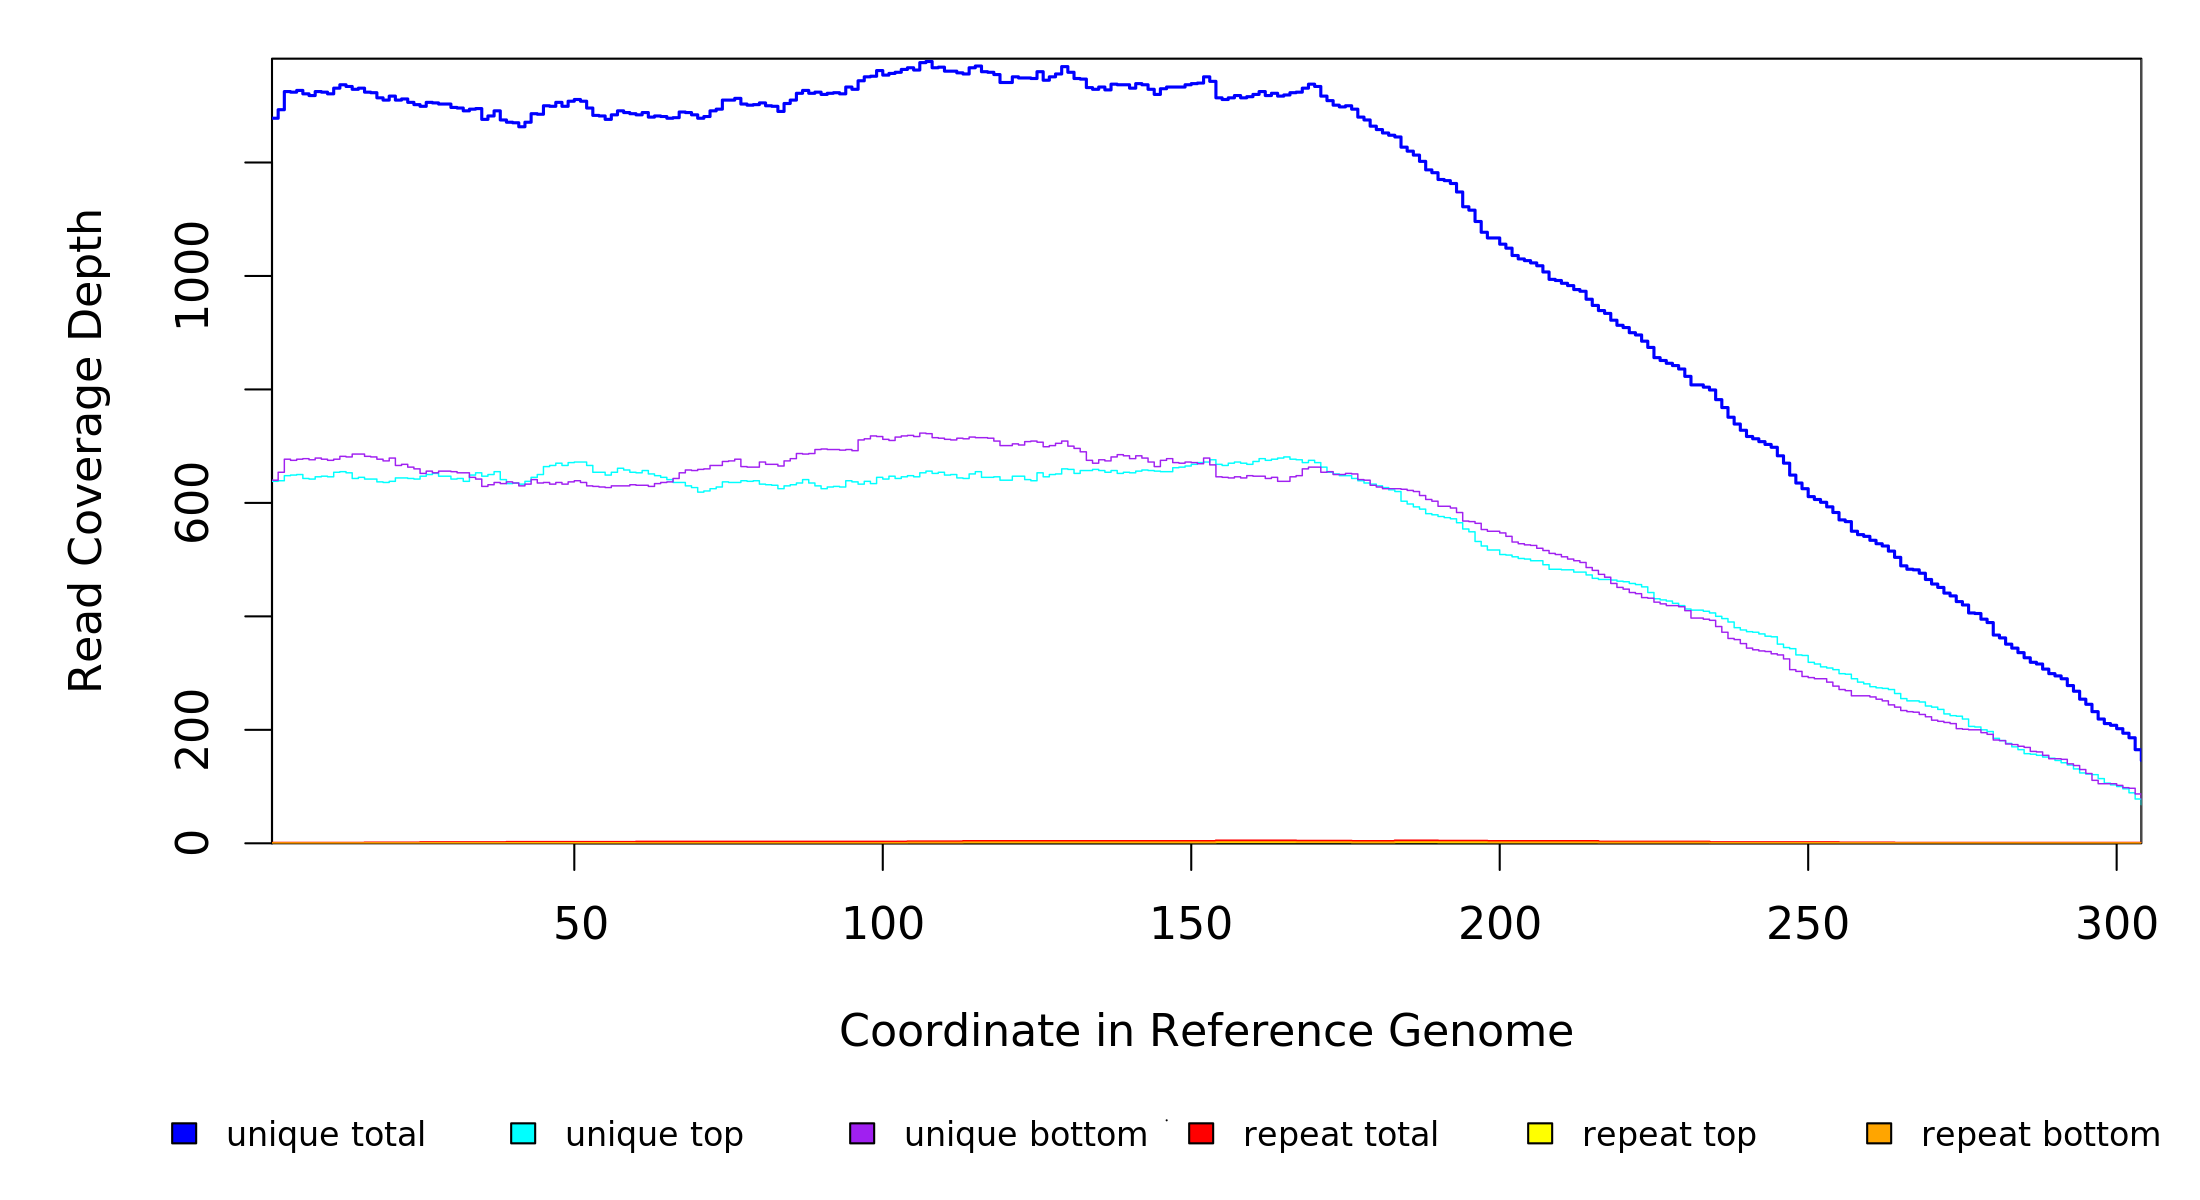 Read Coverage Depth
1000
600
200
0
50 100 150 200 250 300
Coordinate in Reference Genome
unique total unique top unique bottom repeat total repeat top repeat bottom